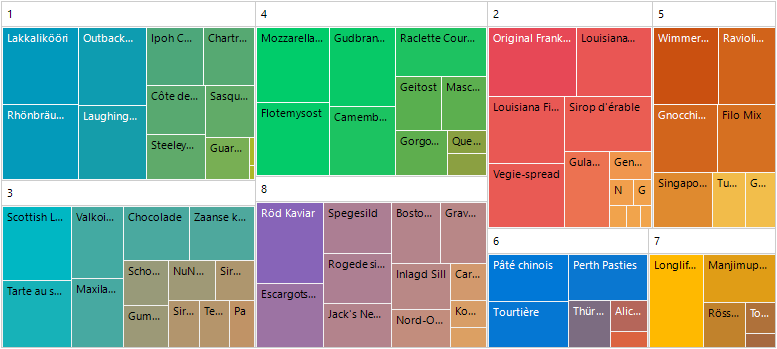 1
Lakkalikööri
Outback...
Ipoh C...
Chartr...
Rhönbräu...
Laughing...
Côte de...
Sasqu...
Steeley...
Guar...
4
Mozzarella...
Gudbran...
Raclette Cour...
Geitost
Masc...
Flotemysost
Camemb...
Gorgo...
Que...
2
Original Frank...
Louisiana...
Louisiana Fi...
Sirop d'érable
Vegie-spread
Gula...
Gen...
N
G
5
Wimmer...
Ravioli...
Gnocchi...
Filo Mix
Singapo...
Tu...
G...
3
Scottish L...
Valkoi...
Chocolade
Zaanse k...
Tarte au s...
Maxila...
Scho...
NuN...
Sir...
Gum...
Sir...
Te...
Pa
8
Röd Kaviar
Spegesild
Bosto...
Grav...
Escargots...
Rogede si...
Inlagd Sill
Car...
Jack's Ne...
Nord-O...
Ko...
6
Pâté chinois
Perth Pasties
Tourtière
Thür...
Alic...
7
Longlif...
Manjimup...
Röss...
To...